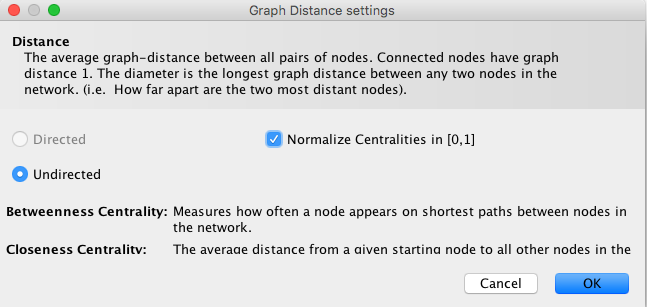 Graph Distance settings
Distance
The average graph-distance between all pairs of nodes. Connected nodes have graph
distance 1. The diameter is the longest graph distance between any two nodes in the
network. (i.e. How far apart are the two most distant nodes).
Directed
Normalize Centralities in [0,1]
Undirected
Betweenness Centrality: Measures how often a node appears on shortest paths between nodes in
the network.
Closeness Centrality: The average distance from a given starting node to all other nodes in the
Cancel
OK